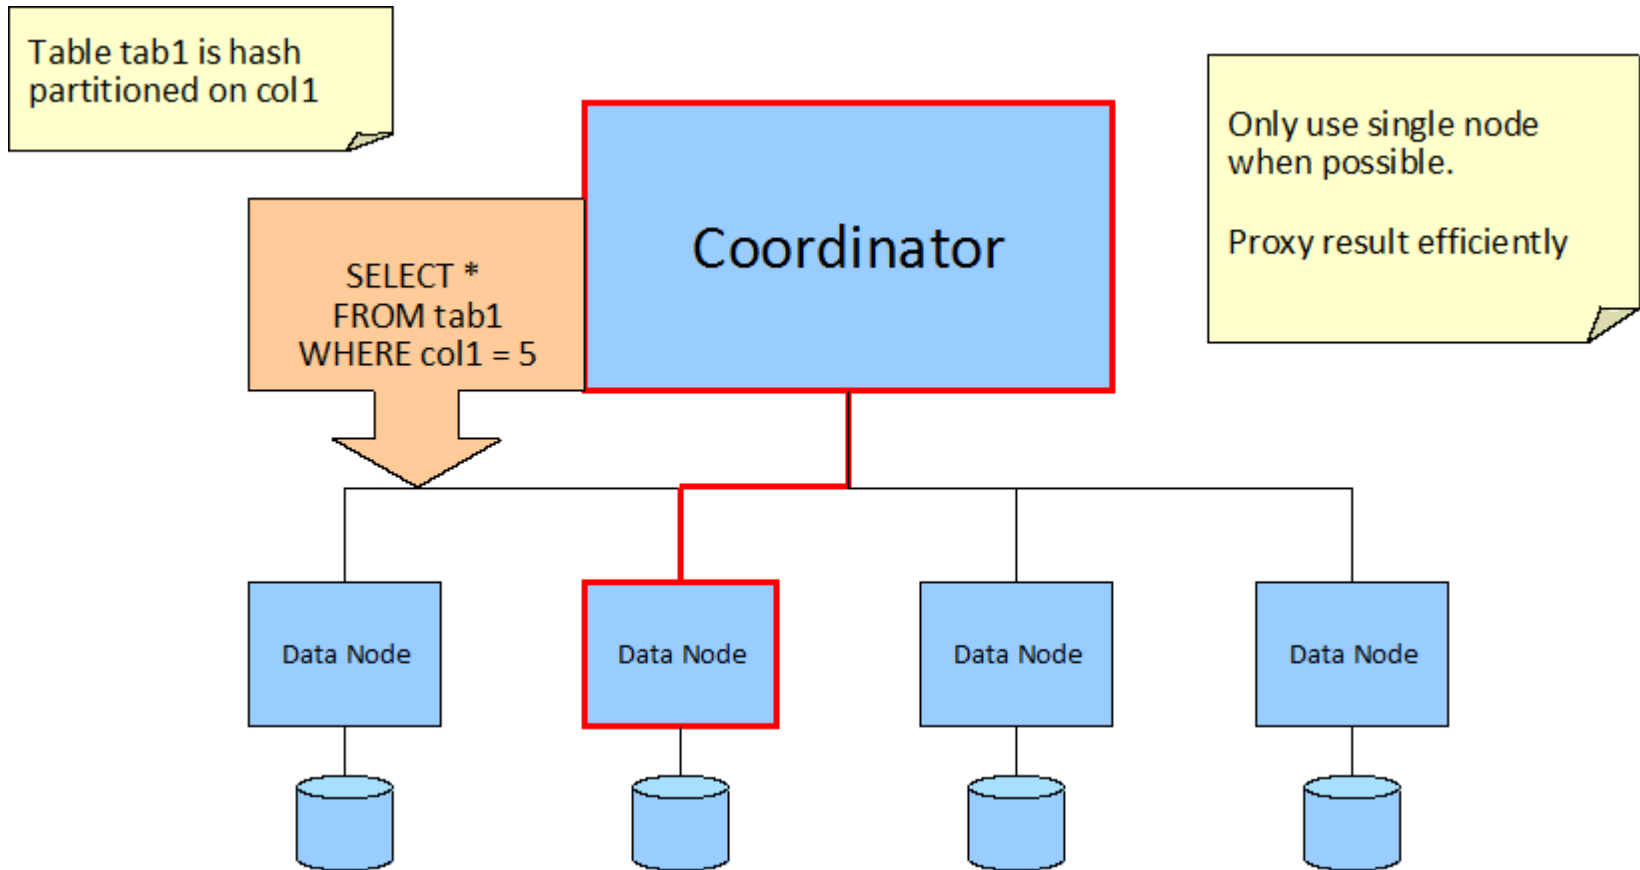 Table tab1 is hash
partitioned on col1
Only use single node
when possible.
Proxy result efficiently
Coordinator
SELECT *
FROM tab1
WHERE col1 = 5
Data Node
Data Node
Data Node
Data Node